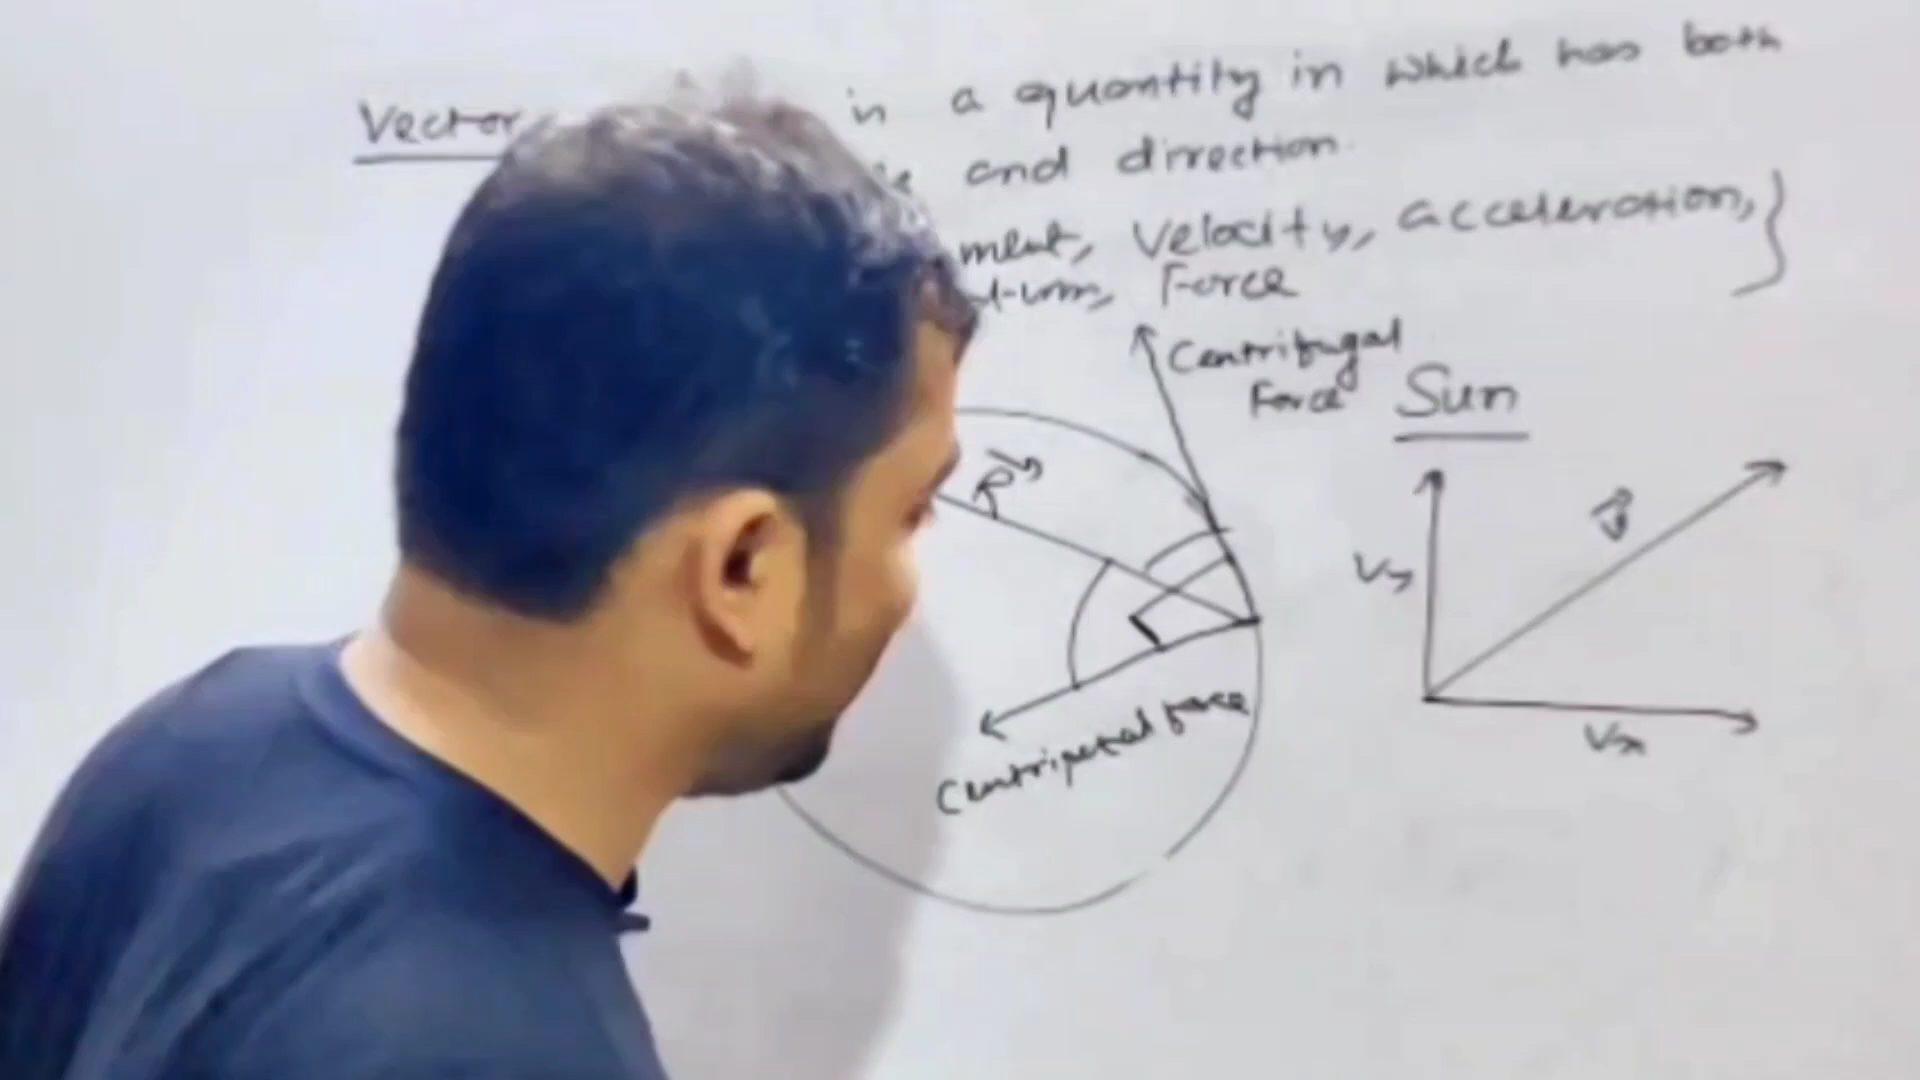 Vector in a quantity in which has both
and direction.
ment, Velocity, acceleration, }
Force
Centrifugal
Force
Sun
R
V⃗
Vy
Vx
Centripetal force